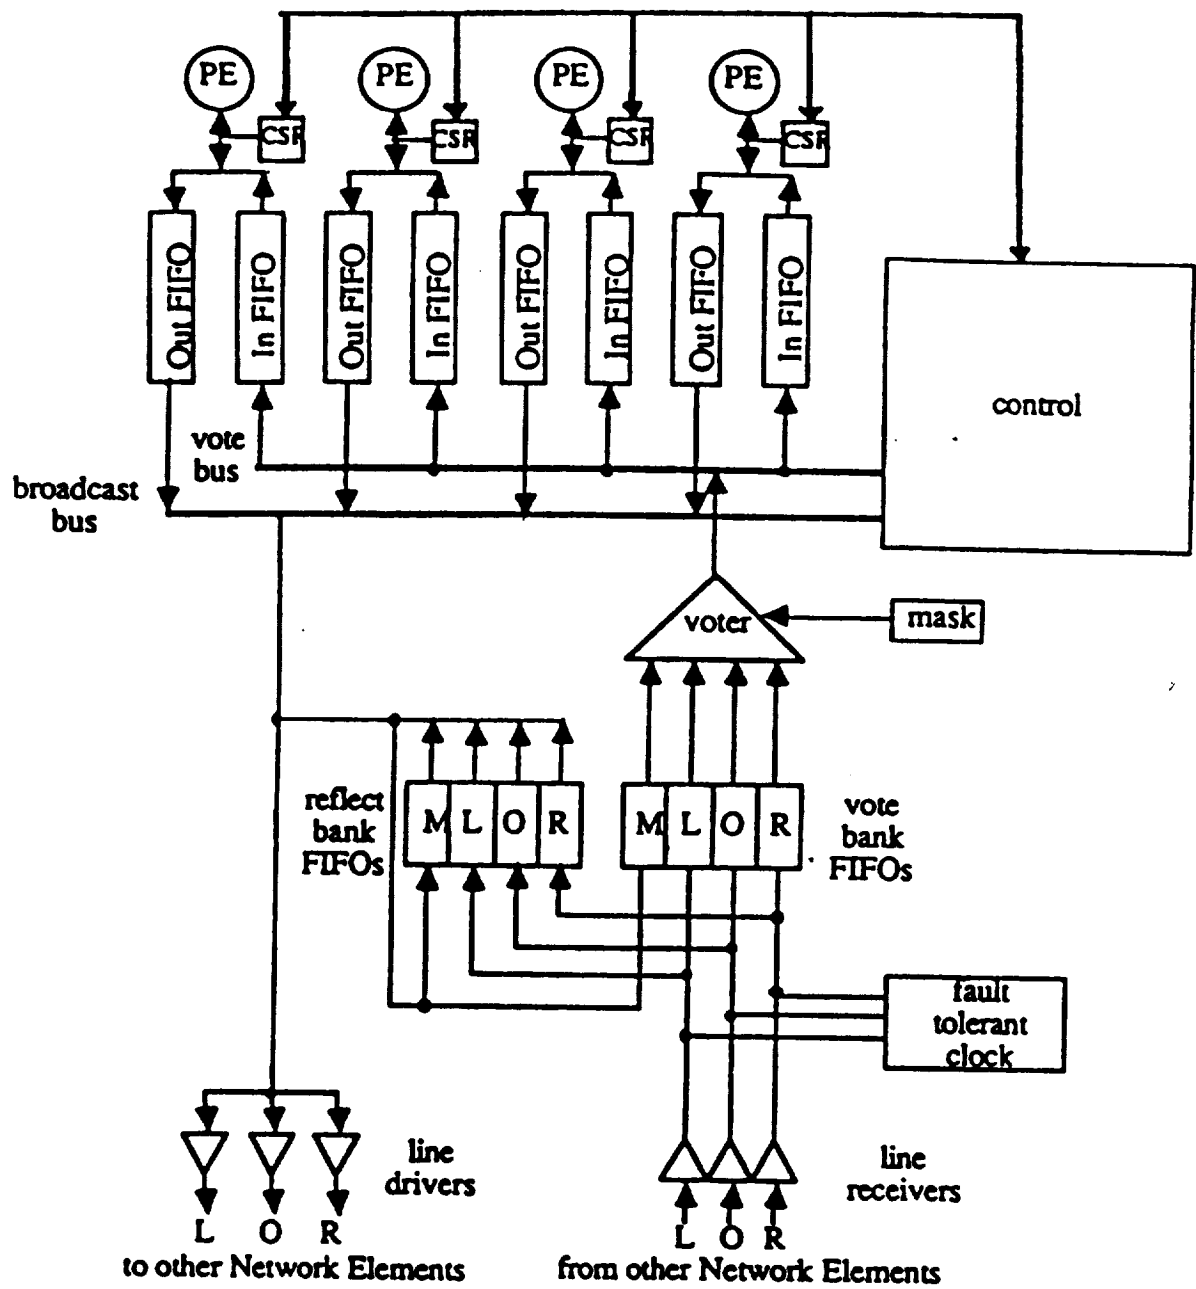 PE
PE
PE
PE
CSR
CSR
CSR
CSR
Out FIFO
In FIFO
Out FIFO
In FIFO
Out FIFO
In FIFO
Out FIFO
In FIFO
control
vote
bus
broadcast
bus
voter
mask
reflect
bank
FIFOs
M L O R
M L O R
vote
bank
FIFOs
fault
tolerant
clock
line
drivers
line
receivers
L O R
L O R
to other Network Elements
from other Network Elements